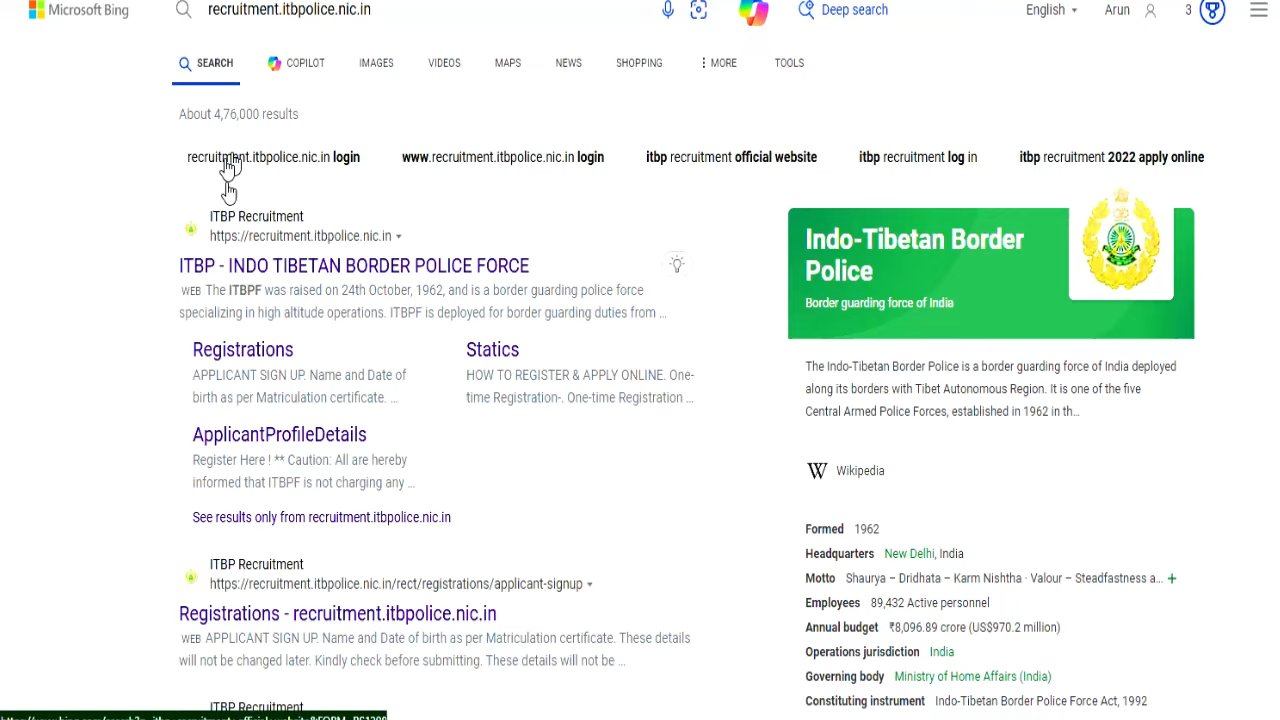 Microsoft Bing
recruitment.itbpolice.nic.in
Deep search
English
Arun
3
SEARCH
COPILOT
IMAGES
VIDEOS
MAPS
NEWS
SHOPPING
MORE
TOOLS
About 4,76,000 results
recruitment.itbpolice.nic.in login
www.recruitment.itbpolice.nic.in login
itbp recruitment official website
itbp recruitment log in
itbp recruitment 2022 apply online
ITBP Recruitment
https://recruitment.itbpolice.nic.in
ITBP - INDO TIBETAN BORDER POLICE FORCE
WEB The ITBPF was raised on 24th October, 1962, and is a border guarding police force
specializing in high altitude operations. ITBPF is deployed for border guarding duties from ...
Registrations
APPLICANT SIGN UP. Name and Date of
birth as per Matriculation certificate. ...
Statics
HOW TO REGISTER & APPLY ONLINE. One-
time Registration-. One-time Registration ...
ApplicantProfileDetails
Register Here ! ** Caution: All are hereby
informed that ITBPF is not charging any ...
See results only from recruitment.itbpolice.nic.in
ITBP Recruitment
https://recruitment.itbpolice.nic.in/rect/registrations/applicant-signup
Registrations - recruitment.itbpolice.nic.in
WEB APPLICANT SIGN UP. Name and Date of birth as per Matriculation certificate. These details
will not be changed later. Kindly check before submitting. These details will not be ...
ITBP Recruitment
Indo-Tibetan Border
Police
Border guarding force of India
The Indo-Tibetan Border Police is a border guarding force of India deployed
along its borders with Tibet Autonomous Region. It is one of the five
Central Armed Police Forces, established in 1962 in th...
W Wikipedia
Formed 1962
Headquarters New Delhi, India
Motto Shaurya – Dridhata – Karm Nishtha · Valour – Steadfastness a... +
Employees 89,432 Active personnel
Annual budget ₹8,096.89 crore (US$970.2 million)
Operations jurisdiction India
Governing body Ministry of Home Affairs (India)
Constituting instrument Indo-Tibetan Border Police Force Act, 1992